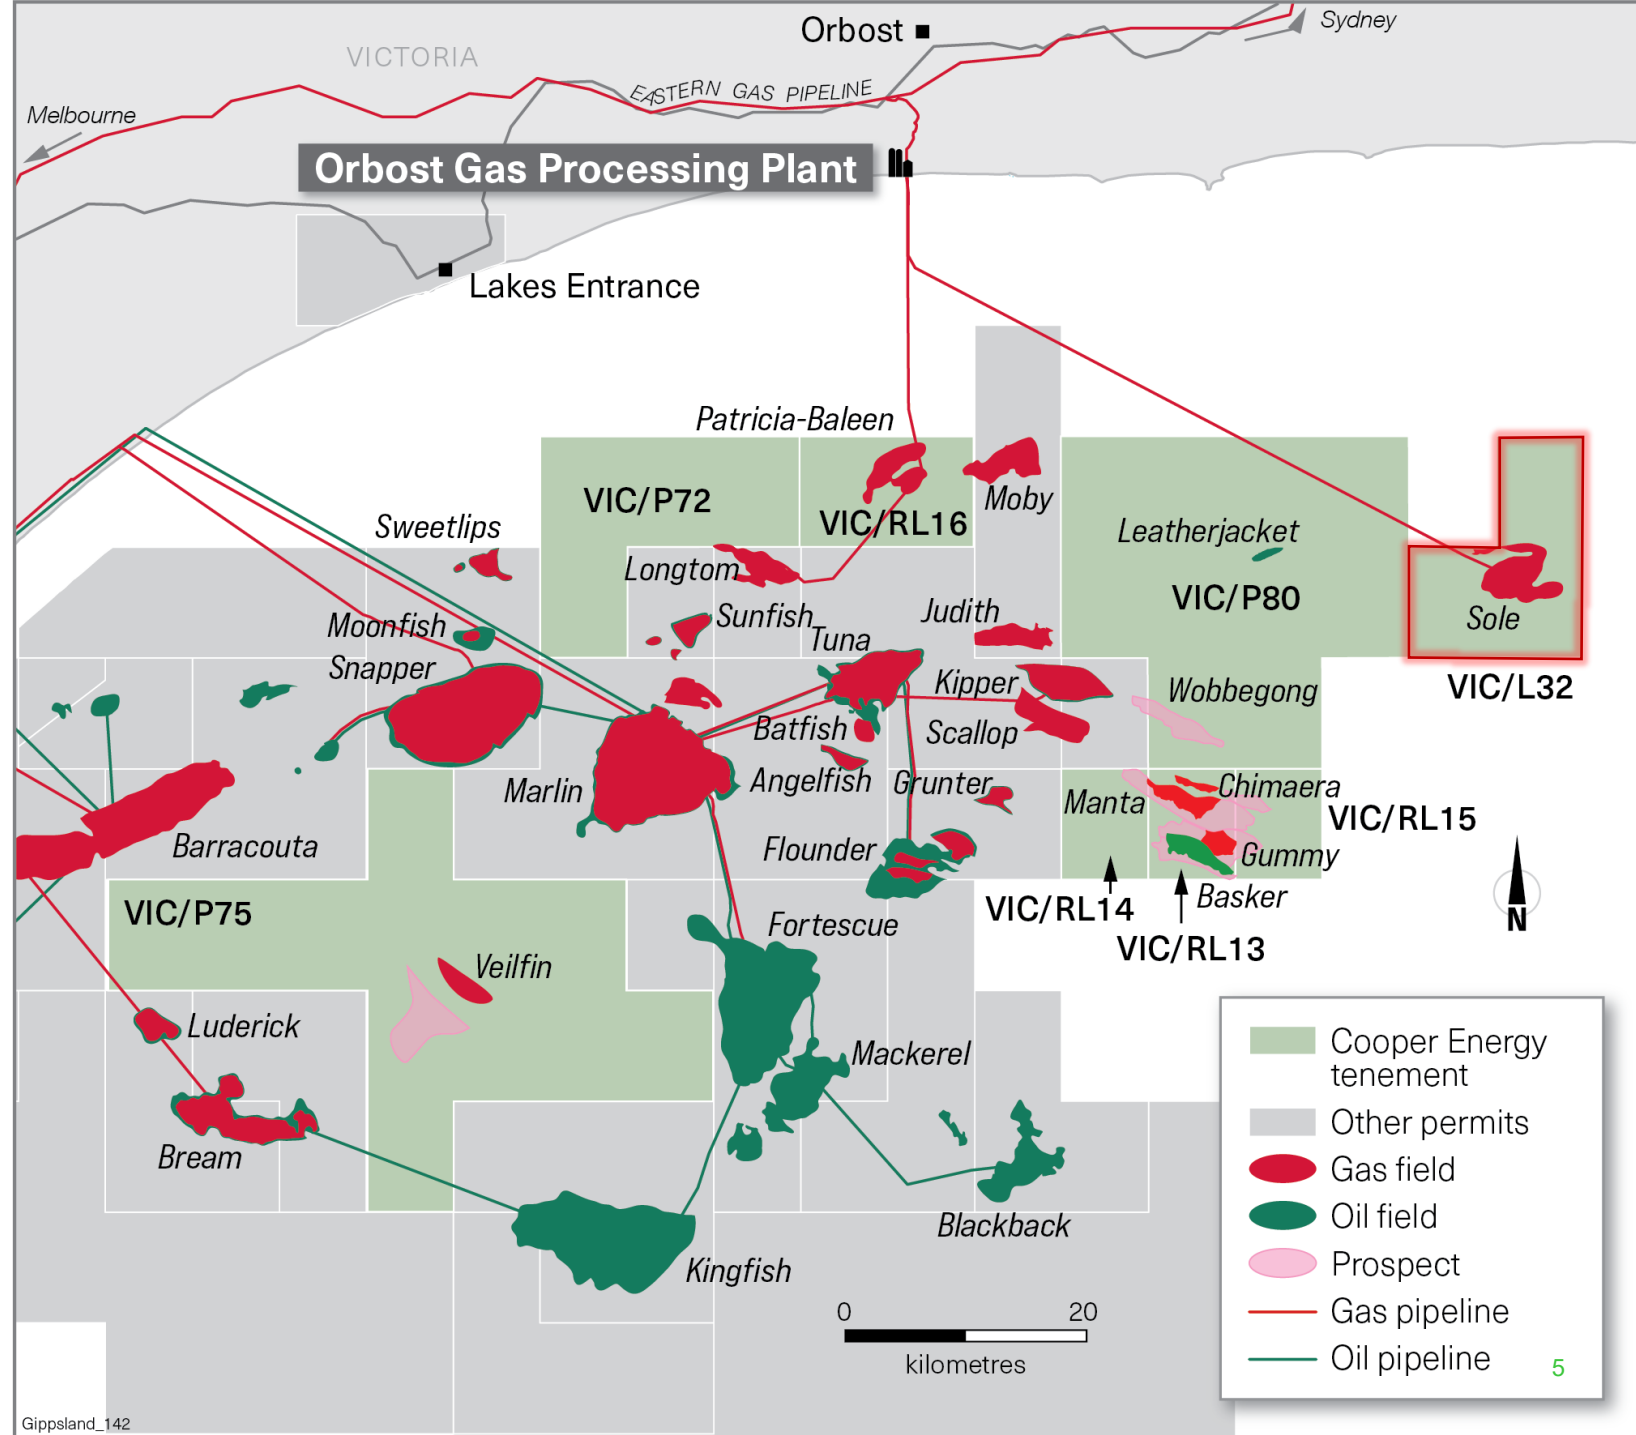 Orbost
Sydney
VICTORIA
EASTERN GAS PIPELINE
Melbourne
Orbost Gas Processing Plant
Lakes Entrance
Patricia-Baleen
VIC/P72
VIC/RL16
Moby
Sweetlips
Leatherjacket
Longtom
VIC/P80
Moonfish
Sunfish
Judith
Sole
Tuna
Snapper
Kipper
Wobbegong
VIC/L32
Batfish
Scallop
Marlin
Angelfish
Grunter
Manta
Chimaera
VIC/RL15
Barracouta
Flounder
Gummy
Basker
VIC/P75
VIC/RL14
Fortescue
VIC/RL13
N
Veilfin
Luderick
Mackerel
Bream
Blackback
Kingfish
Cooper Energy
tenement
Other permits
Gas field
Oil field
Prospect
Gas pipeline
Oil pipeline
5
0 20
kilometres
Gippsland_142